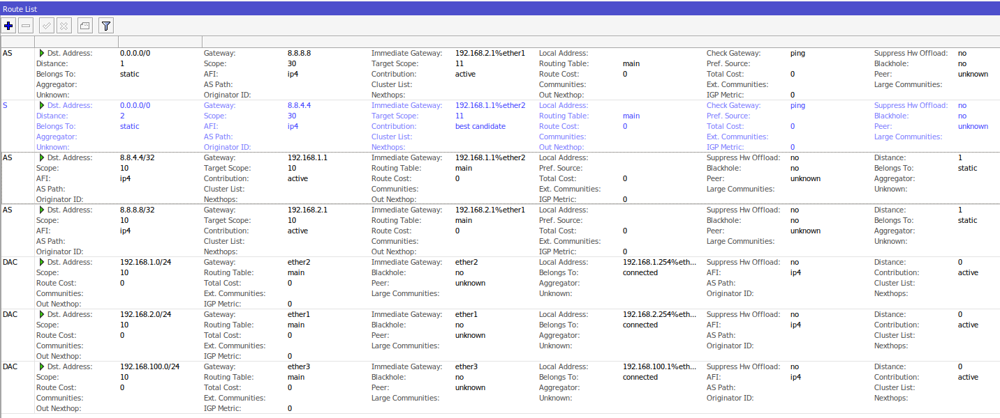 Route List
AS Dst. Address: 0.0.0.0/0 Gateway: 8.8.8.8 Immediate Gateway: 192.168.2.1%ether1 Local Address: Check Gateway: ping Suppress Hw Offload: no
Distance: 1 Scope: 30 Target Scope: 11 Routing Table: main Pref. Source: Blackhole: no
Belongs To: static AFI: ip4 Contribution: active Route Cost: 0 Total Cost: 0 Peer: unknown
Aggregator: AS Path: Cluster List: Communities: Ext. Communities: Large Communities:
Unknown: Originator ID: Nexthops: Out Nexthop: IGP Metric: 0
S Dst. Address: 0.0.0.0/0 Gateway: 8.8.4.4 Immediate Gateway: 192.168.1.1%ether2 Local Address: Check Gateway: ping Suppress Hw Offload: no
Distance: 2 Scope: 30 Target Scope: 11 Routing Table: main Pref. Source: Blackhole: no
Belongs To: static AFI: ip4 Contribution: best candidate Route Cost: 0 Total Cost: 0 Peer: unknown
Aggregator: AS Path: Cluster List: Communities: Ext. Communities: Large Communities:
Unknown: Originator ID: Nexthops: Out Nexthop: IGP Metric: 0
AS Dst. Address: 8.8.4.4/32 Gateway: 192.168.1.1 Immediate Gateway: 192.168.1.1%ether2 Local Address: Suppress Hw Offload: no Distance: 1
Scope: 10 Target Scope: 10 Routing Table: main Pref. Source: Blackhole: no Belongs To: static
AFI: ip4 Contribution: active Route Cost: 0 Total Cost: 0 Peer: unknown Aggregator:
AS Path: Cluster List: Communities: Ext. Communities: Large Communities: Unknown:
Originator ID: Nexthops: Out Nexthop: IGP Metric: 0
AS Dst. Address: 8.8.8.8/32 Gateway: 192.168.2.1 Immediate Gateway: 192.168.2.1%ether1 Local Address: Suppress Hw Offload: no Distance: 1
Scope: 10 Target Scope: 10 Routing Table: main Pref. Source: Blackhole: no Belongs To: static
AFI: ip4 Contribution: active Route Cost: 0 Total Cost: 0 Peer: unknown Aggregator:
AS Path: Cluster List: Communities: Ext. Communities: Large Communities: Unknown:
Originator ID: Nexthops: Out Nexthop: IGP Metric: 0
DAC Dst. Address: 192.168.1.0/24 Gateway: ether2 Immediate Gateway: ether2 Local Address: 192.168.1.254%eth... Suppress Hw Offload: no Distance: 0
Scope: 10 Routing Table: main Blackhole: no Belongs To: connected AFI: ip4 Contribution: active
Route Cost: 0 Total Cost: 0 Peer: unknown Aggregator: AS Path: Cluster List:
Communities: Ext. Communities: Large Communities: Unknown: Originator ID: Nexthops:
Out Nexthop: IGP Metric: 0
DAC Dst. Address: 192.168.2.0/24 Gateway: ether1 Immediate Gateway: ether1 Local Address: 192.168.2.254%eth... Suppress Hw Offload: no Distance: 0
Scope: 10 Routing Table: main Blackhole: no Belongs To: connected AFI: ip4 Contribution: active
Route Cost: 0 Total Cost: 0 Peer: unknown Aggregator: AS Path: Cluster List:
Communities: Ext. Communities: Large Communities: Unknown: Originator ID: Nexthops:
Out Nexthop: IGP Metric: 0
DAC Dst. Address: 192.168.100.0/24 Gateway: ether3 Immediate Gateway: ether3 Local Address: 192.168.100.1%eth... Suppress Hw Offload: no Distance: 0
Scope: 10 Routing Table: main Blackhole: no Belongs To: connected AFI: ip4 Contribution: active
Route Cost: 0 Total Cost: 0 Peer: unknown Aggregator: AS Path: Cluster List:
Communities: Ext. Communities: Large Communities: Unknown: Originator ID: Nexthops:
Out Nexthop: IGP Metric: 0